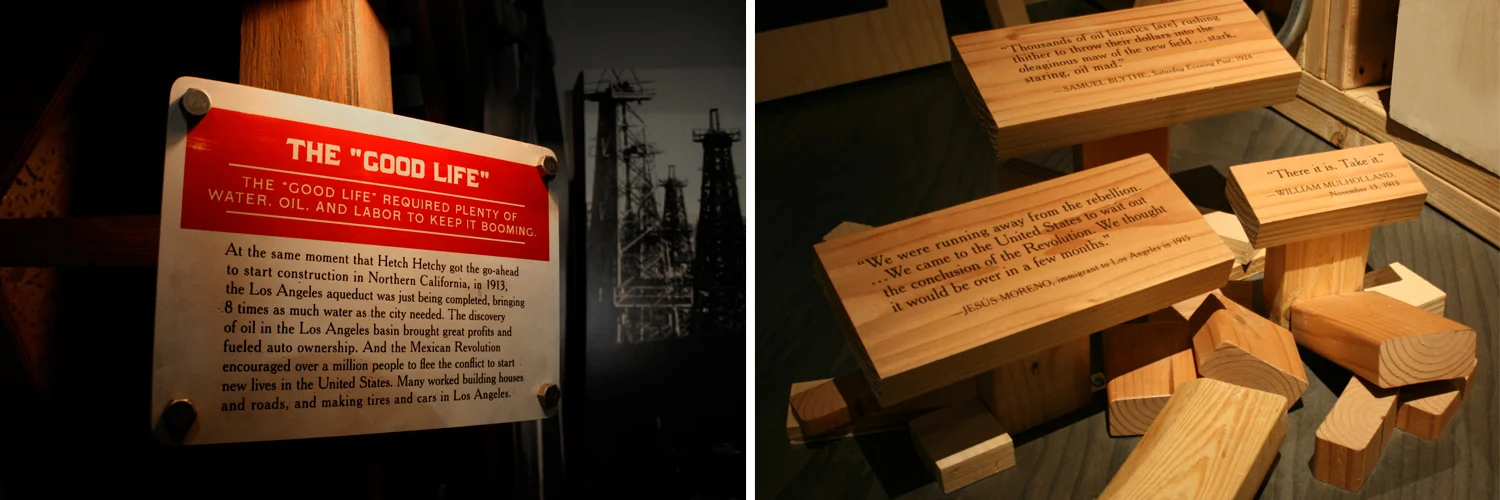 THE "GOOD LIFE"
THE "GOOD LIFE" REQUIRED PLENTY OF
WATER, OIL, AND LABOR TO KEEP IT BOOMING.
At the same moment that Hetch Hetchy got the go-ahead
to start construction in Northern California, in 1913,
the Los Angeles aqueduct was just being completed, bringing
8 times as much water as the city needed. The discovery
of oil in the Los Angeles basin brought great profits and
fueled auto ownership. And the Mexican Revolution
encouraged over a million people to flee the conflict to start
new lives in the United States. Many worked building houses
and roads, and making tires and cars in Los Angeles.
"Thousands of oil lunatics [are] rushing
thither to throw their dollars into the
oleaginous maw of the new field ... stark,
staring, oil mad."
—SAMUEL BLYTHE, Saturday Evening Post, 1924
"We were running away from the rebellion.
...We came to the United States to wait out
the conclusion of the Revolution. We thought
it would be over in a few months."
—JESÚS MORENO, immigrant to Los Angeles in 1915
"There it is. Take it."
—WILLIAM MULHOLLAND,
November 13, 1913